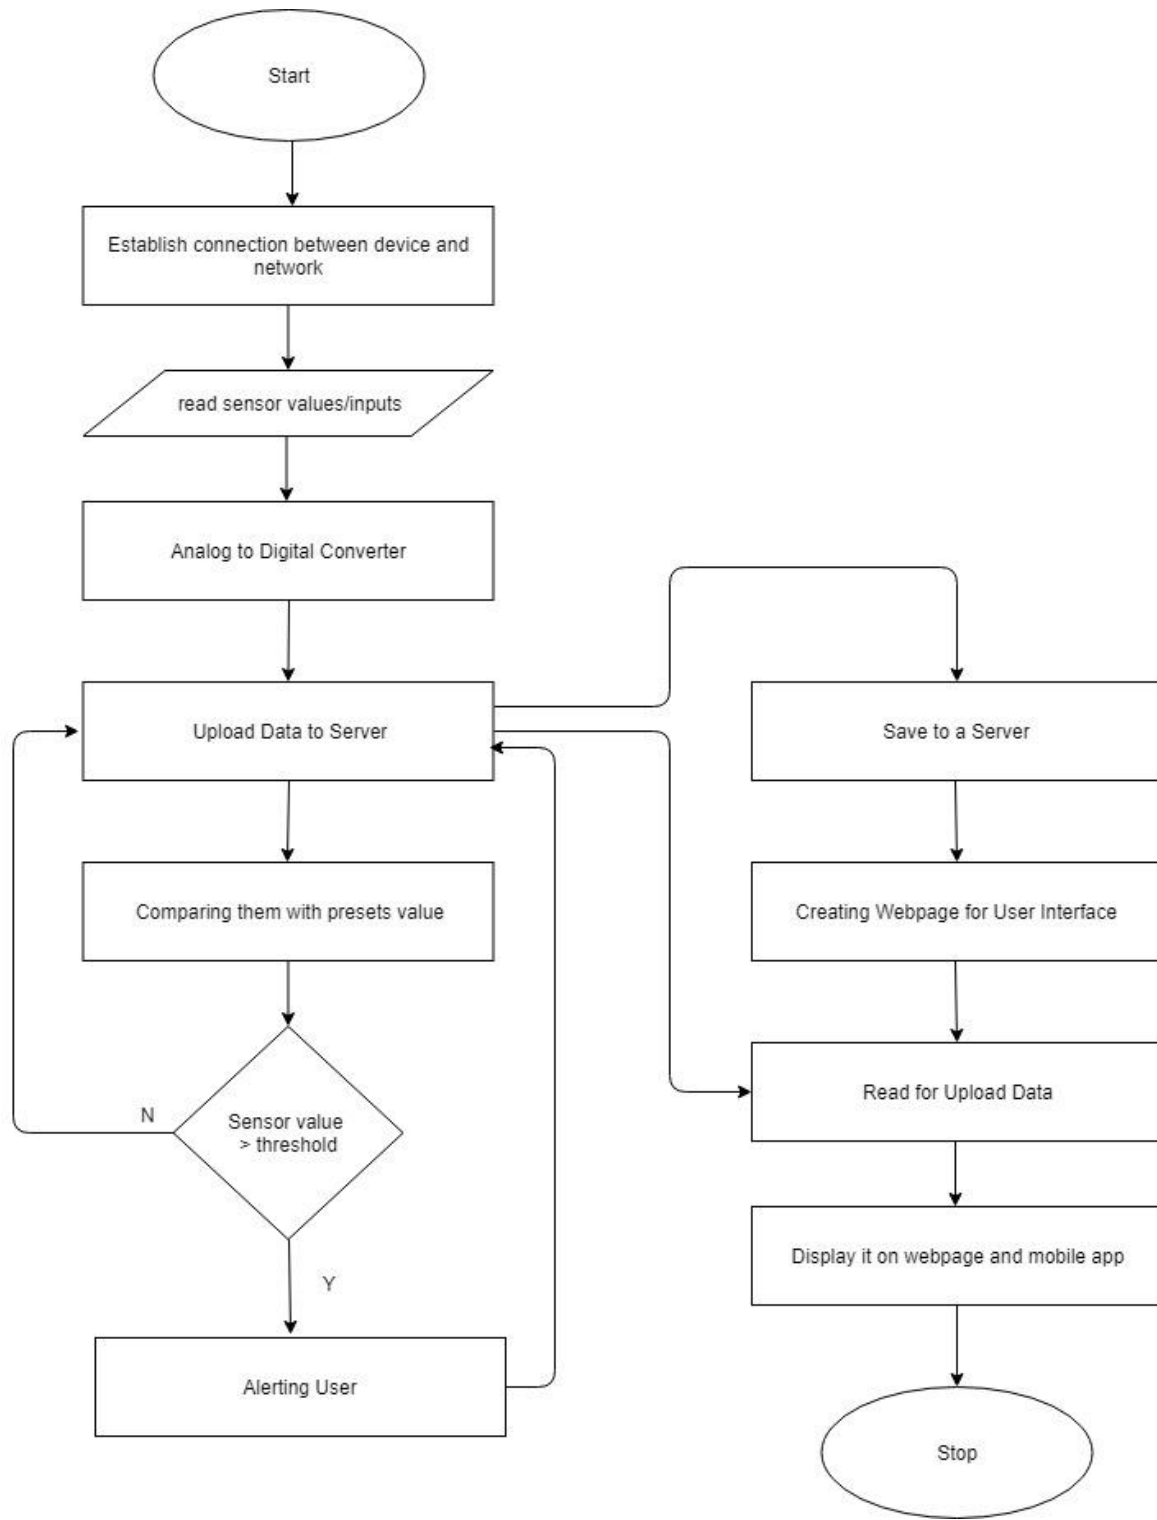 Start
Establish connection between device and
network
read sensor values/inputs
Analog to Digital Converter
Upload Data to Server
Comparing them with presets value
N
Sensor value
> threshold
Y
Alerting User
Save to a Server
Creating Webpage for User Interface
Read for Upload Data
Display it on webpage and mobile app
Stop